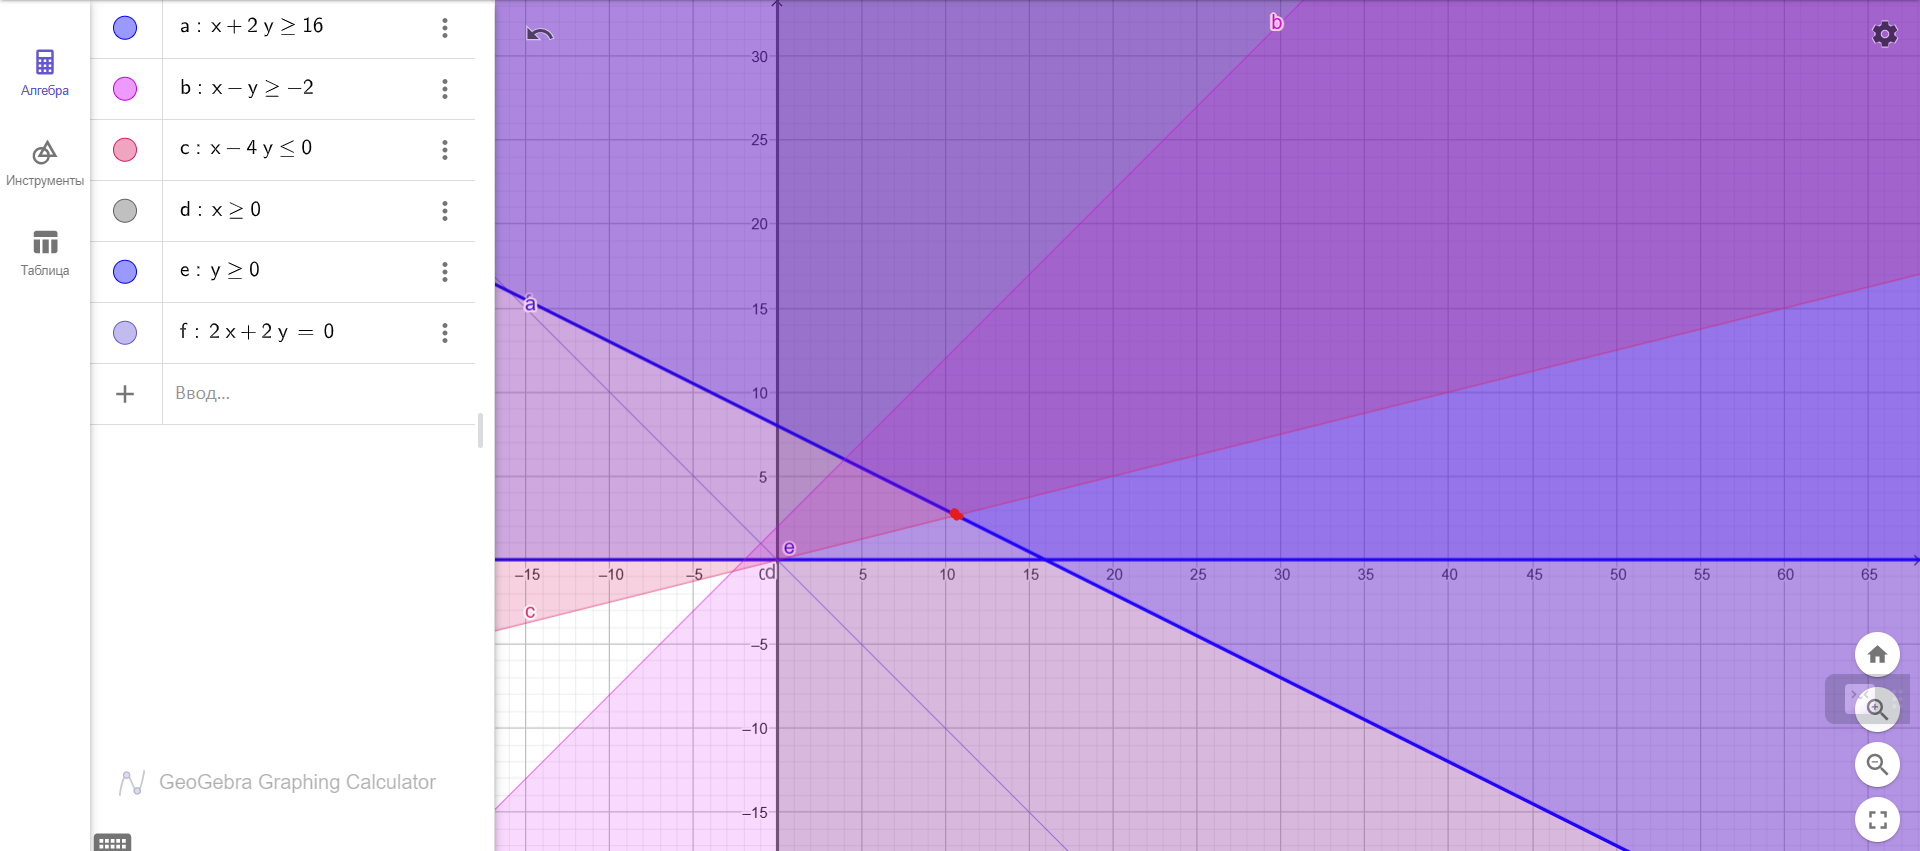 a : x + 2 y ≥ 16
b : x − y ≥ −2
c : x − 4 y ≤ 0
d : x ≥ 0
e : y ≥ 0
f : 2 x + 2 y = 0
Ввод...
Алгебра
Инструменты
Таблица
GeoGebra Graphing Calculator
b
a
e
c
d
30
25
20
15
10
5
−5
−10
−15
−15 −10 −5 0 5 10 15 20 25 30 35 40 45 50 55 60 65